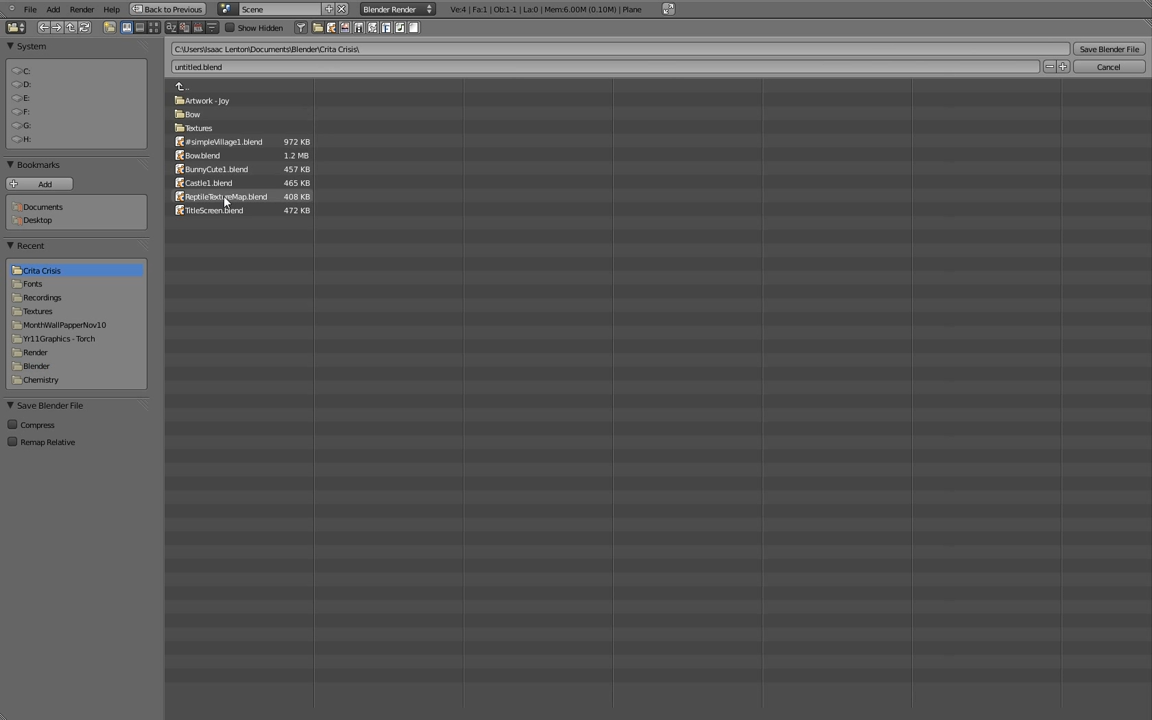 File Add Render Help Back to Previous Scene Blender Render Ve:4 | Fa:1 | Ob:1-1 | La:0 | Mem:6.00M (0.10M) | Plane
Show Hidden
System
C:
D:
E:
F:
G:
H:
Bookmarks
Add
Documents
Desktop
Recent
Crita Crisis
Fonts
Recordings
Textures
MonthWallPapperNov10
Yr11Graphics - Torch
Render
Blender
Chemistry
Save Blender File
Compress
Remap Relative
C:\Users\Isaac Lenton\Documents\Blender\Crita Crisis\ Save Blender File
untitled.blend Cancel
..
Artwork - Joy
Bow
Textures
#simpleVillage1.blend 972 KB
Bow.blend 1.2 MB
BunnyCute1.blend 457 KB
Castle1.blend 465 KB
ReptileTextureMap.blend 408 KB
TitleScreen.blend 472 KB